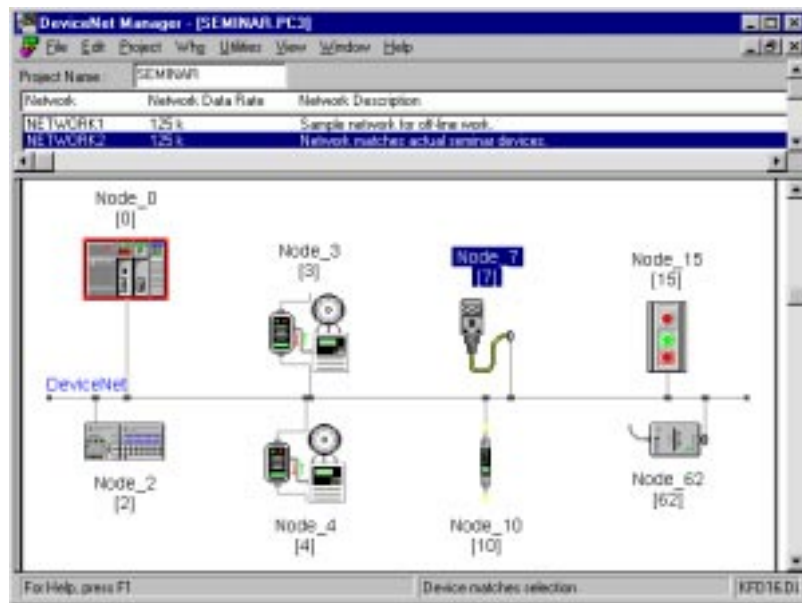 DeviceNet Manager - [SEMINAR.PC3]
File Edit Project Who Utilities View Window Help
Project Name SEMINAR
Network Network Data Rate Network Description
NETWORK1 125 k Sample network for off-line work.
NETWORK2 125 k Network matches actual seminar devices.
Node_0
[0]
Node_3
[3]
Node_7
[7]
Node_15
[15]
DeviceNet
Node_2
[2]
Node_4
[4]
Node_10
[10]
Node_62
[62]
For Help, press F1 Device matches selection